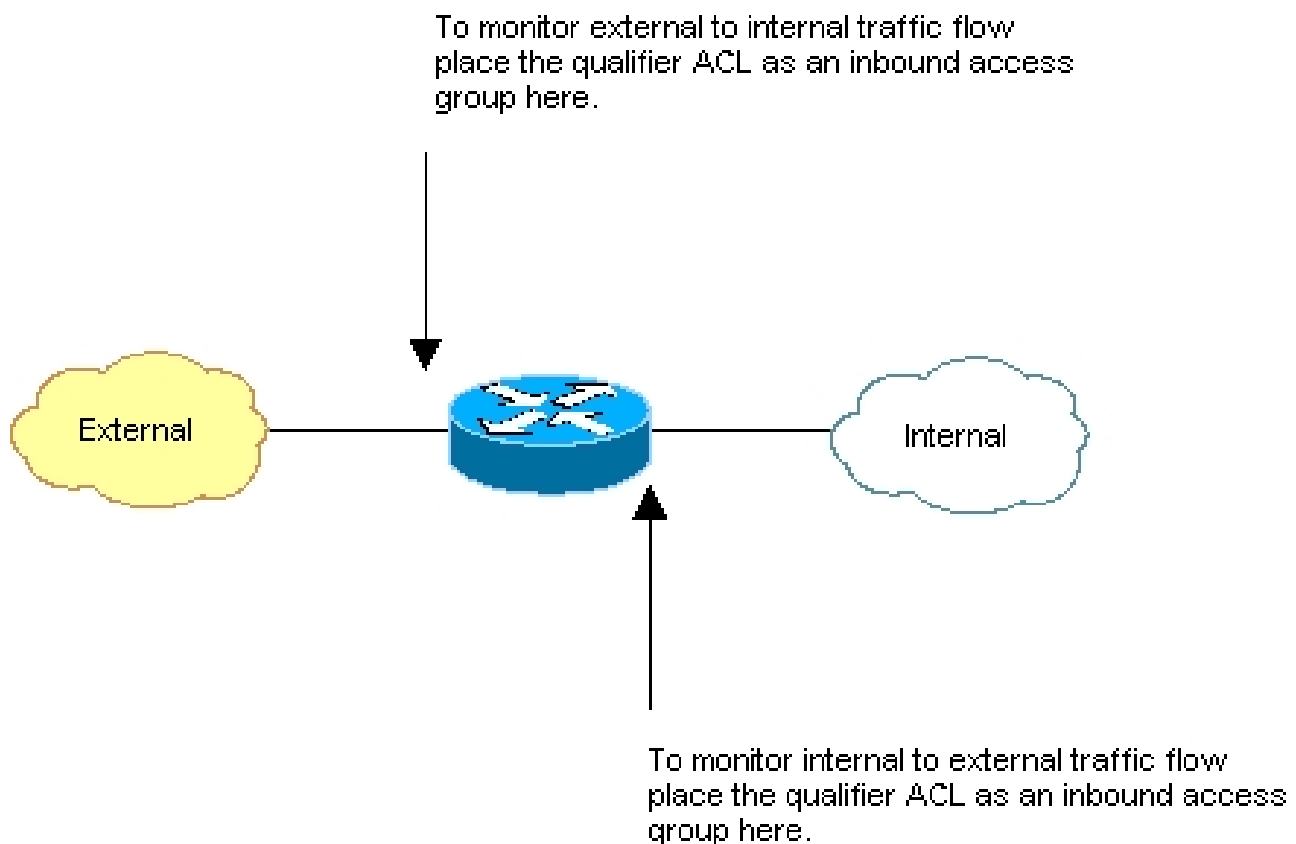 To monitor external to internal traffic flow
place the qualifier ACL as an inbound access
group here.
External
Internal
To monitor internal to external traffic flow
place the qualifier ACL as an inbound access
group here.